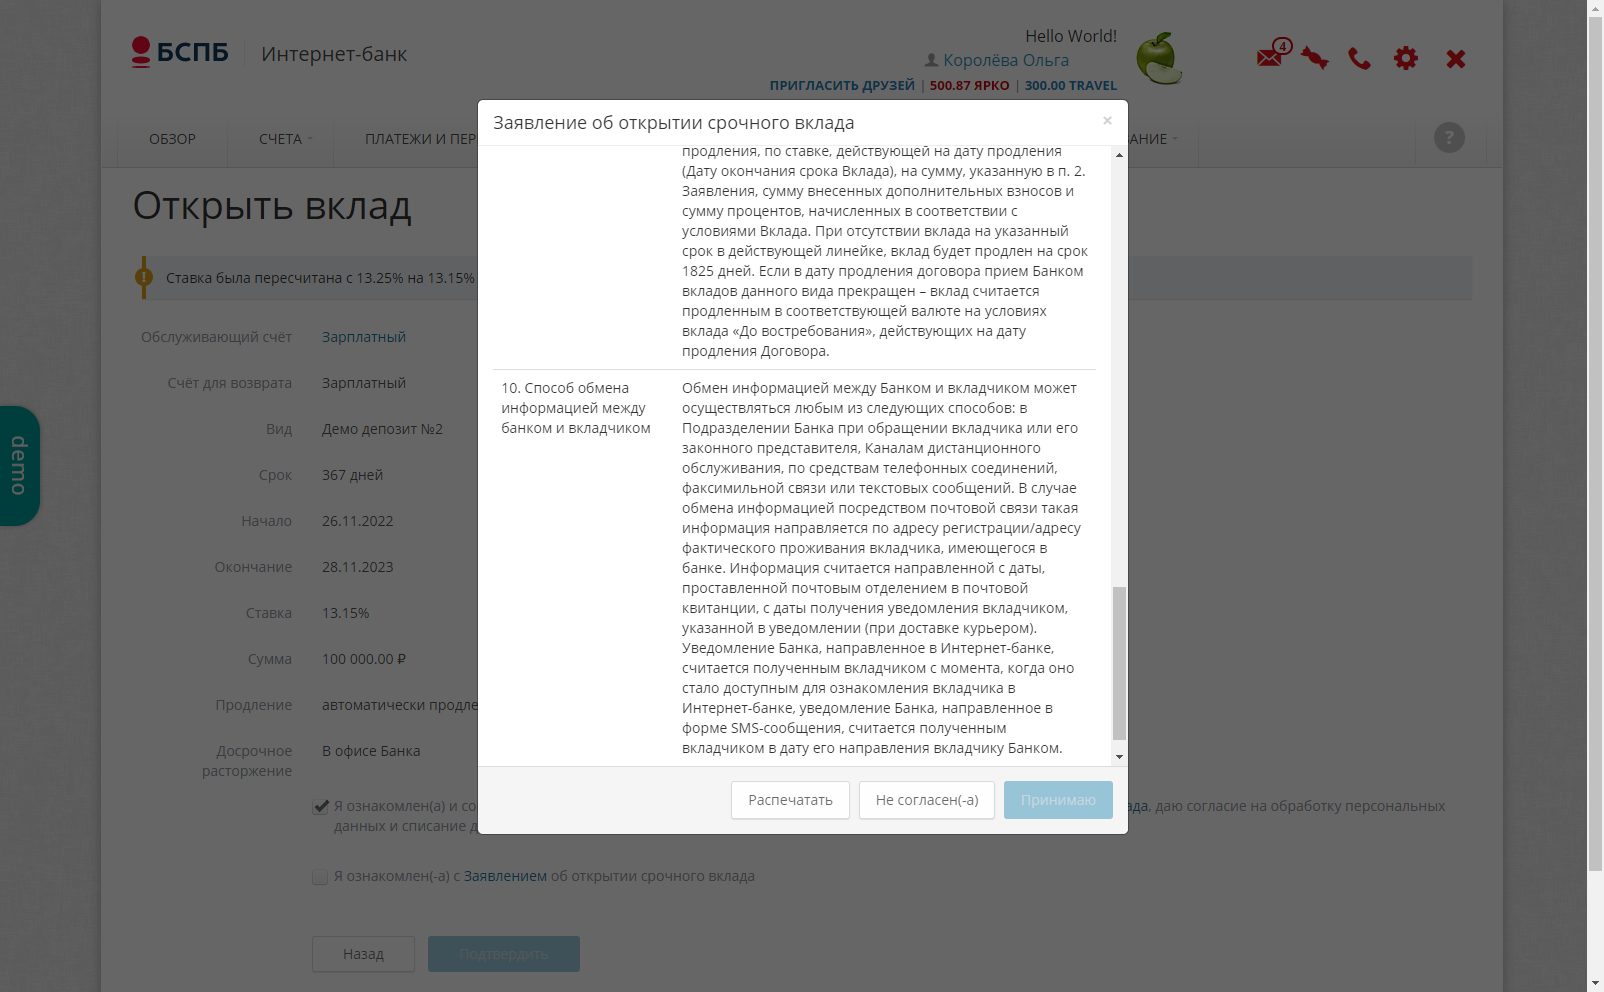 БСПБ
Интернет-банк
Hello World!
Королёва Ольга
ПРИГЛАСИТЬ ДРУЗЕЙ | 500.87 ЯРКО | 300.00 TRAVEL
4
ОБЗОР
СЧЕТА
ПЛАТЕЖИ И ПЕР
АНИЕ
?
Открыть вклад
Ставка была пересчитана с 13.25% на 13.15%
Обслуживающий счёт Зарплатный
Счёт для возврата Зарплатный
Вид Демо депозит №2
Срок 367 дней
Начало 26.11.2022
Окончание 28.11.2023
Ставка 13.15%
Сумма 100 000.00 ₽
Продление автоматически продле
Досрочное В офисе Банка
расторжение
Я ознакомлен(а) и со
ада, даю согласие на обработку персональных
данных и списание д
Я ознакомлен(-а) с Заявлением об открытии срочного вклада
Назад
Подтвердить
demo
Заявление об открытии срочного вклада
×
продления, по ставке, действующей на дату продления
(Дату окончания срока Вклада), на сумму, указанную в п. 2.
Заявления, сумму внесенных дополнительных взносов и
сумму процентов, начисленных в соответствии с
условиями Вклада. При отсутствии вклада на указанный
срок в действующей линейке, вклад будет продлен на срок
1825 дней. Если в дату продления договора прием Банком
вкладов данного вида прекращен – вклад считается
продленным в соответствующей валюте на условиях
вклада «До востребования», действующих на дату
продления Договора.
10. Способ обмена
информацией между
банком и вкладчиком
Обмен информацией между Банком и вкладчиком может
осуществляться любым из следующих способов: в
Подразделении Банка при обращении вкладчика или его
законного представителя, Каналам дистанционного
обслуживания, по средствам телефонных соединений,
факсимильной связи или текстовых сообщений. В случае
обмена информацией посредством почтовой связи такая
информация направляется по адресу регистрации/адресу
фактического проживания вкладчика, имеющегося в
банке. Информация считается направленной с даты,
проставленной почтовым отделением в почтовой
квитанции, с даты получения уведомления вкладчиком,
указанной в уведомлении (при доставке курьером).
Уведомление Банка, направленное в Интернет-банке,
считается полученным вкладчиком с момента, когда оно
стало доступным для ознакомления вкладчика в
Интернет-банке, уведомление Банка, направленное в
форме SMS-сообщения, считается полученным
вкладчиком в дату его направления вкладчику Банком.
Распечатать
Не согласен(-а)
Принимаю